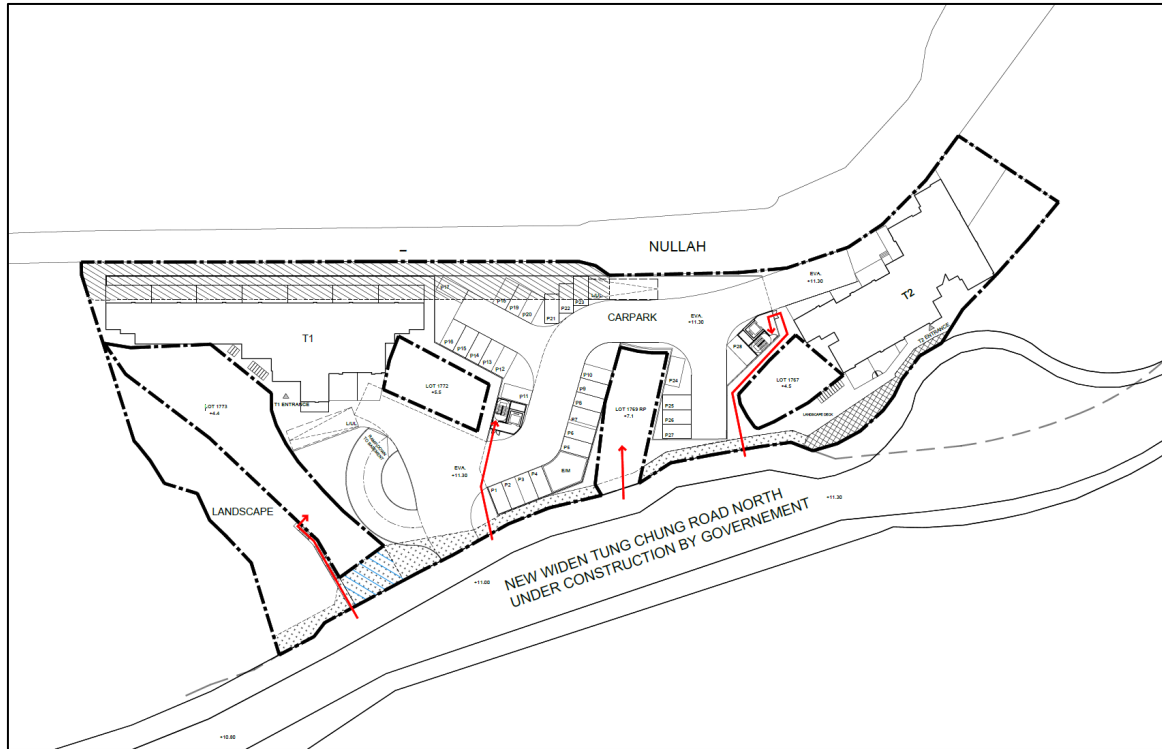 NULLAH
EVA.
+11.30
T2
p17
p18
p19
p20
P21
P22
P23
CARPARK
EVA.
+11.30
T2 ENTRANCE
T1
p16
p15
p14
P13
P12
P28
LOT 1772
+5.5
P10
P9
P8
P7
P6
P5
LOT 1769 RP
+7.1
P24
P25
P26
P27
LOT 1767
+4.5
LANDSCAPE DECK
p11
LOT 1773
+4.4
T1 ENTRANCE
L/UL
EVA.
+11.30
P1
P2
P3
P4
LANDSCAPE
NEW WIDEN TUNG CHUNG ROAD NORTH
UNDER CONSTRUCTION BY GOVERNEMENT
+11.30
+11.00
+10.60